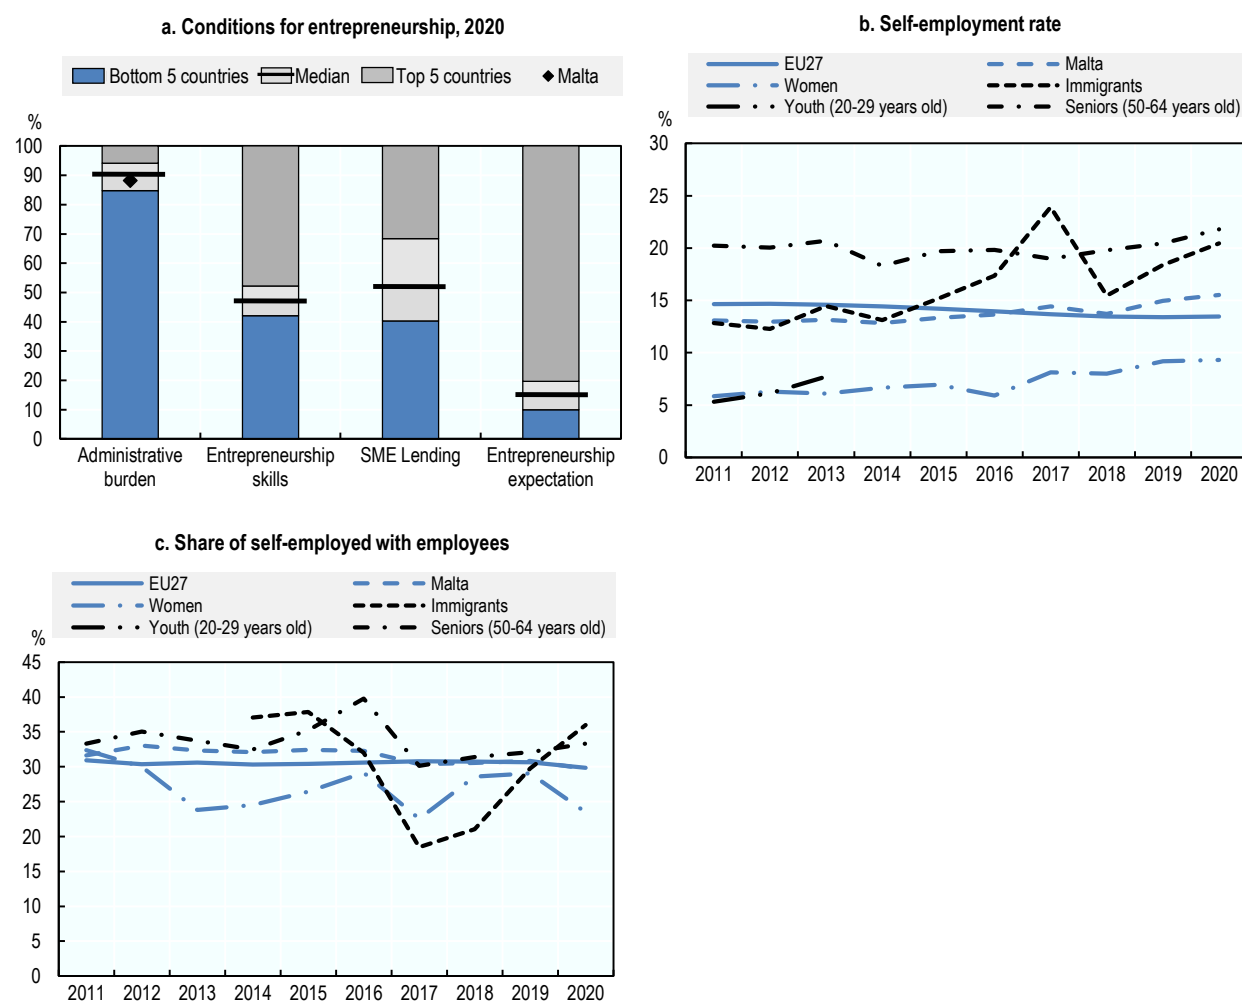 a. Conditions for entrepreneurship, 2020
Bottom 5 countries Median Top 5 countries Malta
%
100
90
80
70
60
50
40
30
20
10
0
Administrative burden
Entrepreneurship skills
SME Lending
Entrepreneurship expectation
b. Self-employment rate
EU27 Malta
Women Immigrants
Youth (20-29 years old) Seniors (50-64 years old)
%
30
25
20
15
10
5
0
2011 2012 2013 2014 2015 2016 2017 2018 2019 2020
c. Share of self-employed with employees
EU27 Malta
Women Immigrants
Youth (20-29 years old) Seniors (50-64 years old)
%
45
40
35
30
25
20
15
10
5
0
2011 2012 2013 2014 2015 2016 2017 2018 2019 2020